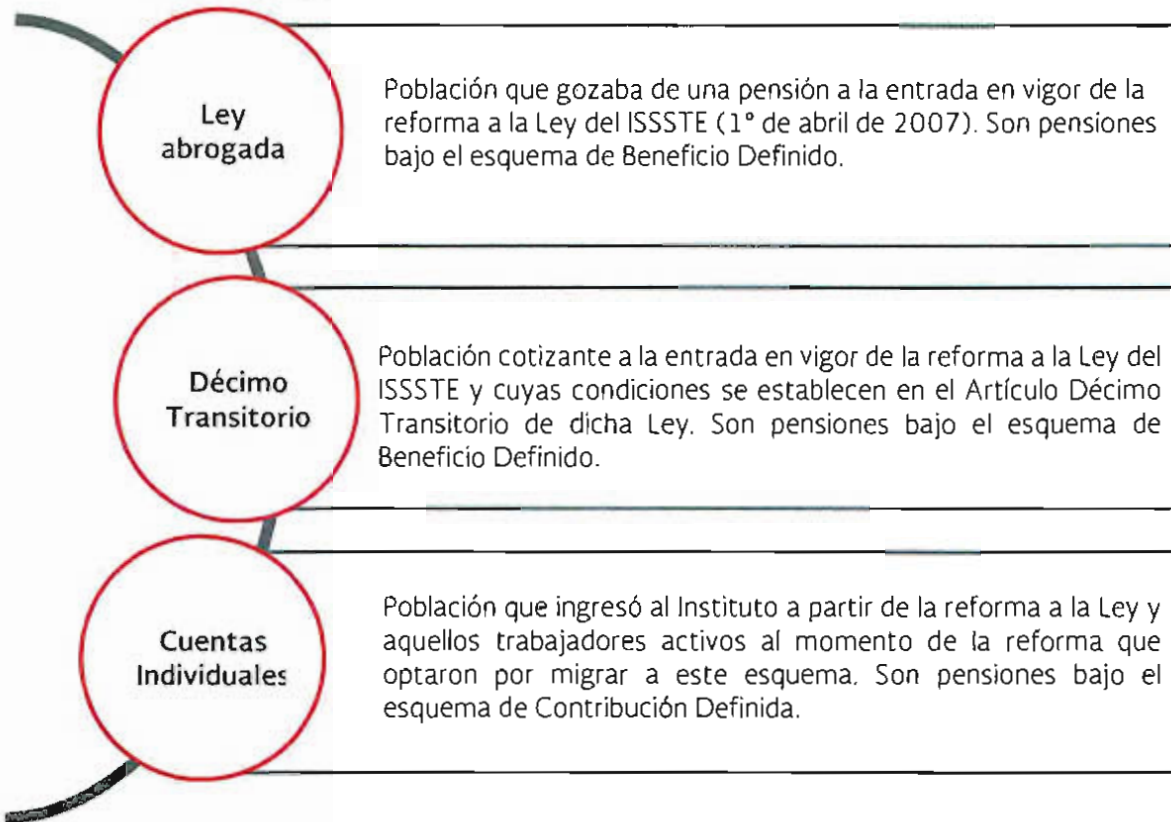 Ley
abrogada
Población que gozaba de una pensión a la entrada en vigor de la
reforma a la Ley del ISSSTE (1° de abril de 2007). Son pensiones
bajo el esquema de Beneficio Definido.
Décimo
Transitorio
Población cotizante a la entrada en vigor de la reforma a la Ley del
ISSSTE y cuyas condiciones se establecen en el Artículo Décimo
Transitorio de dicha Ley. Son pensiones bajo el esquema de
Beneficio Definido.
Cuentas
Individuales
Población que ingresó al Instituto a partir de la reforma a la Ley y
aquellos trabajadores activos al momento de la reforma que
optaron por migrar a este esquema. Son pensiones bajo el
esquema de Contribución Definida.